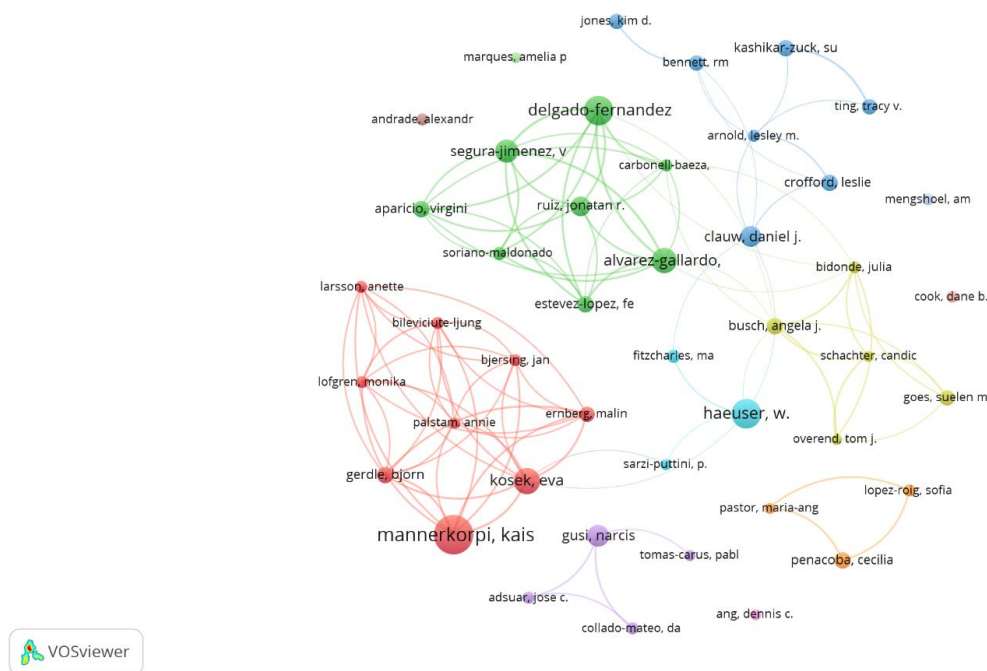 jones, kim d.
kashikar-zuck, su
marques, amelia p
bennett, rm
delgado-fernandez
ting, tracy v.
andrade, alexandr
arnold, lesley m.
segura-jimenez, v
carbonell-baeza,
crofford, leslie
mengshoel, am
aparicio, virgini
ruiz, jonatan r.
clauw, daniel j.
soriano-maldonado
alvarez-gallardo,
bidonde, julia
larsson, anette
estevez-lopez, fe
cook, dane b.
bileviciute-ljung
busch, angela j.
bjersing, jan
fitzcharles, ma
schachter, candic
lofgren, monika
goes, suelen m
palstam, annie
ernberg, malin
haeuser, w.
overend, tom j.
gerdle, bjorn
kosek, eva
sarzi-puttini, p.
lopez-roig, sofia
pastor, maria-ang
mannerkorpi, kais
gusi, narcis
tomas-carus, pabl
penacoba, cecilia
adsuar, jose c.
ang, dennis c.
collado-mateo, da
VOSviewer